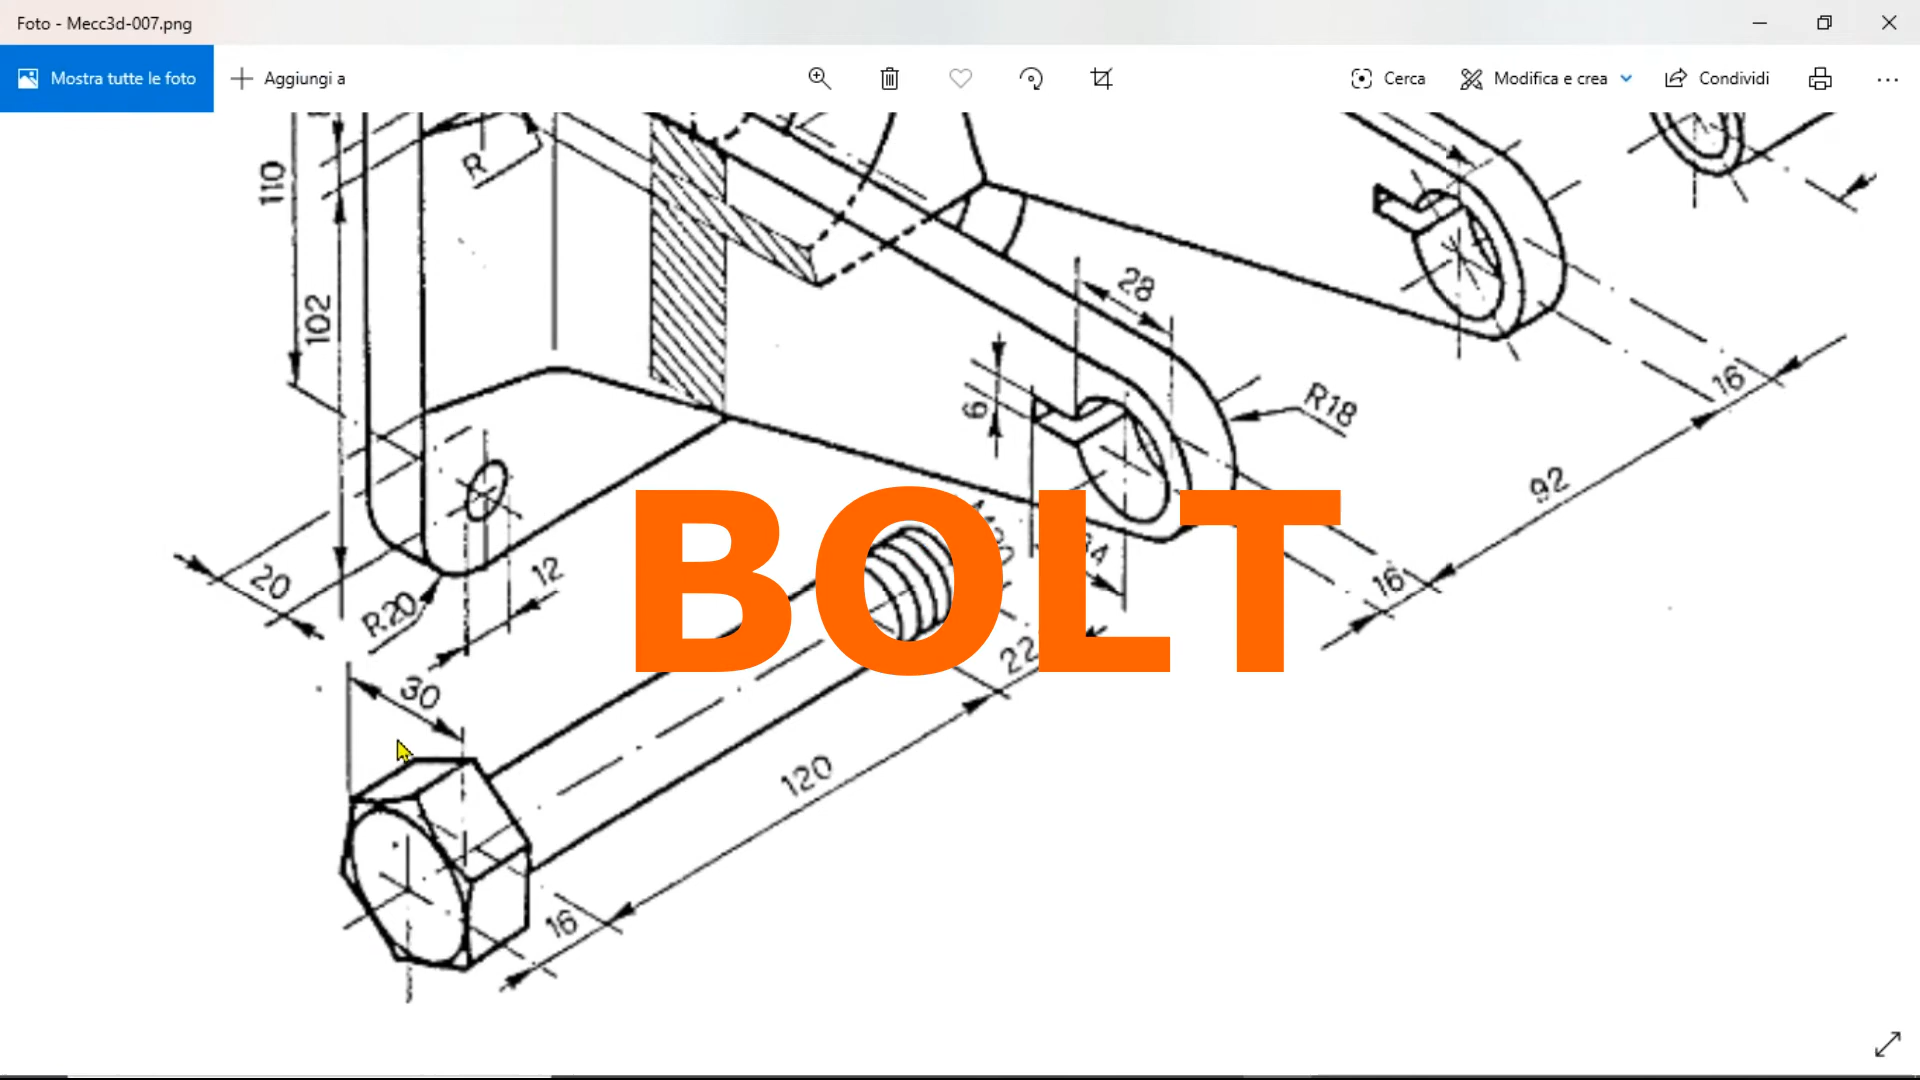 Foto - Mecc3d-007.png
Mostra tutte le foto
Aggiungi a
Cerca
Modifica e crea
Condividi
110
R
102
28
6
R18
16
92
16
20
R20
12
BOLT
22
30
120
16